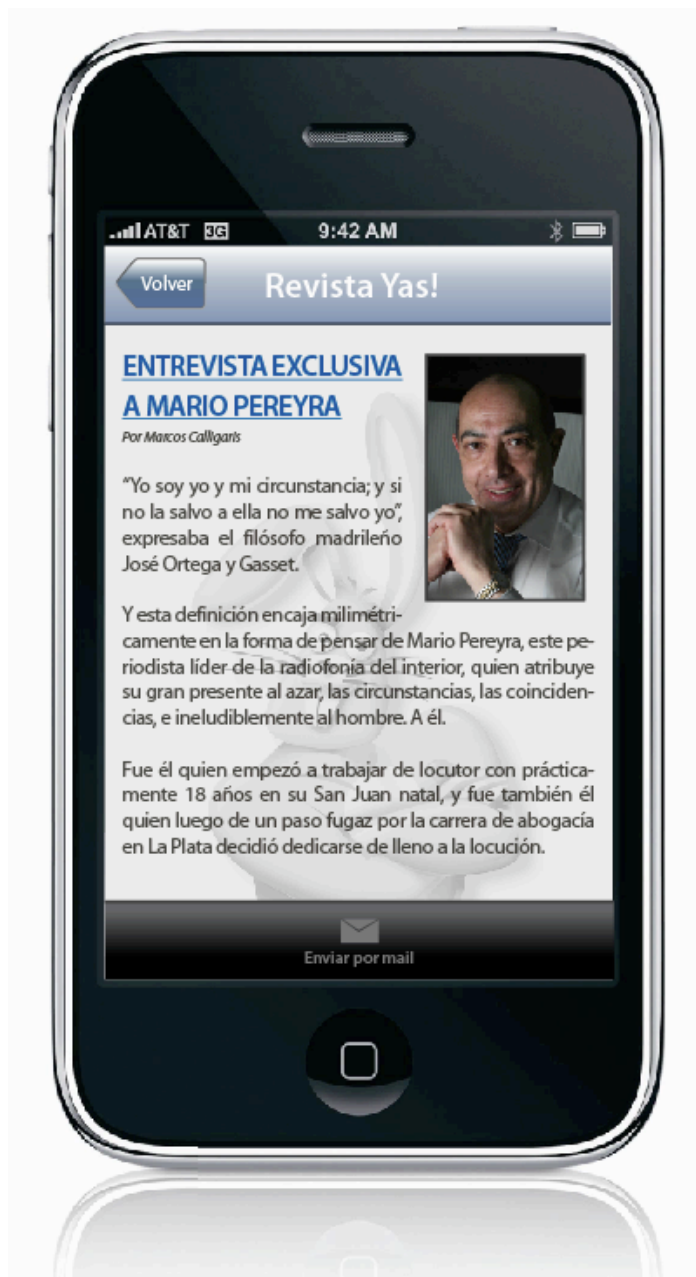 AT&T 3G 9:42 AM
Volver
Revista Yas!
ENTREVISTA EXCLUSIVA
A MARIO PEREYRA
Por Marcos Calligaris
“Yo soy yo y mi circunstancia; y si
no la salvo a ella no me salvo yo”,
expresaba el filósofo madrileño
José Ortega y Gasset.
Y esta definición encaja milimétri-
camente en la forma de pensar de Mario Pereyra, este pe-
riodista líder de la radiofonía del interior, quien atribuye
su gran presente al azar, las circunstancias, las coinciden-
cias, e ineludiblemente al hombre. A él.
Fue él quien empezó a trabajar de locutor con práctica-
mente 18 años en su San Juan natal, y fue también él
quien luego de un paso fugaz por la carrera de abogacía
en La Plata decidió dedicarse de lleno a la locución.
Enviar por mail